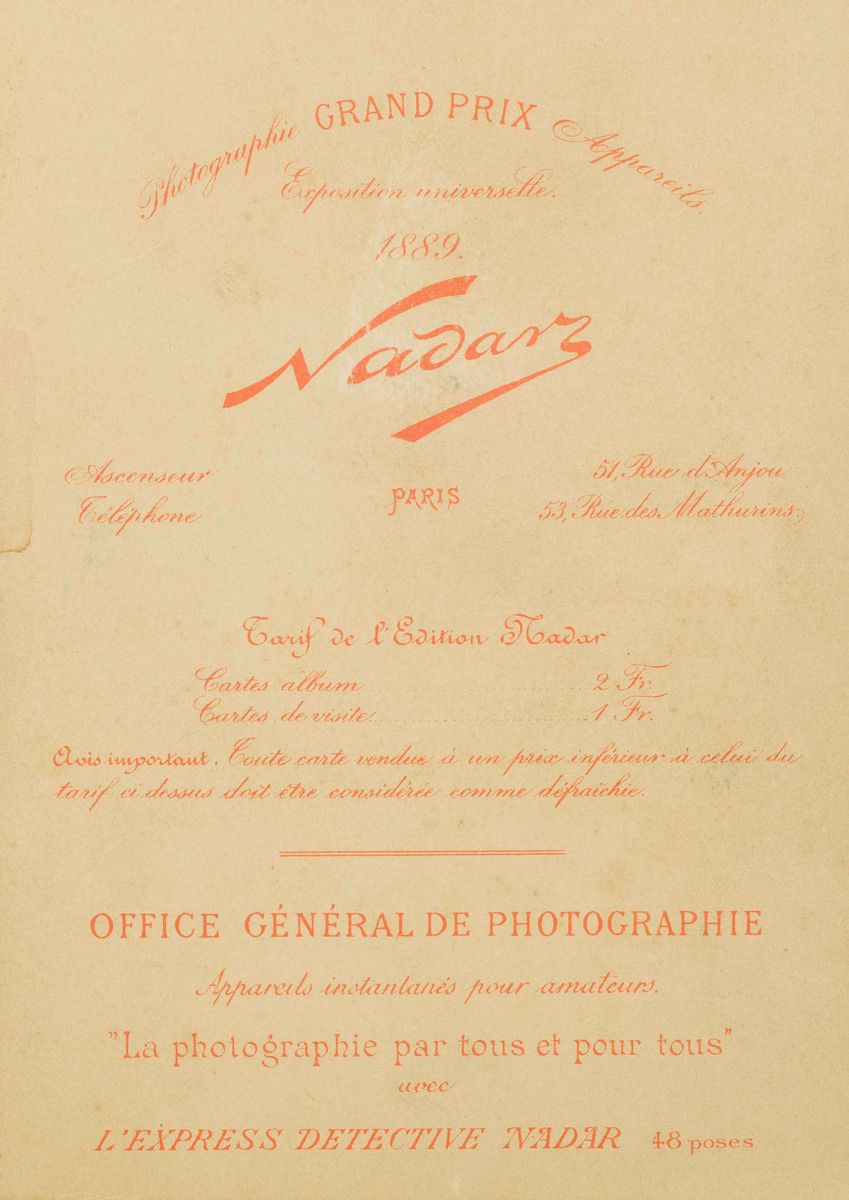 Photographie GRAND PRIX Appareils.
Exposition universelle.
1889.
Nadar
Ascenseur
Téléphone
PARIS
51, Rue d'Anjou
53, Rue des Mathurins
Tarif de l'Edition Nadar
Cartes album ............ 2 Fr.
Cartes de visite ............ 1 Fr.
Avis important. Toute carte vendue à un prix inférieur à celui du
tarif ci dessus doit être considérée comme défraîchie.
OFFICE GÉNÉRAL DE PHOTOGRAPHIE
Appareils instantanés pour amateurs.
"La photographie par tous et pour tous"
avec
L'EXPRESS DETECTIVE NADAR 48 poses